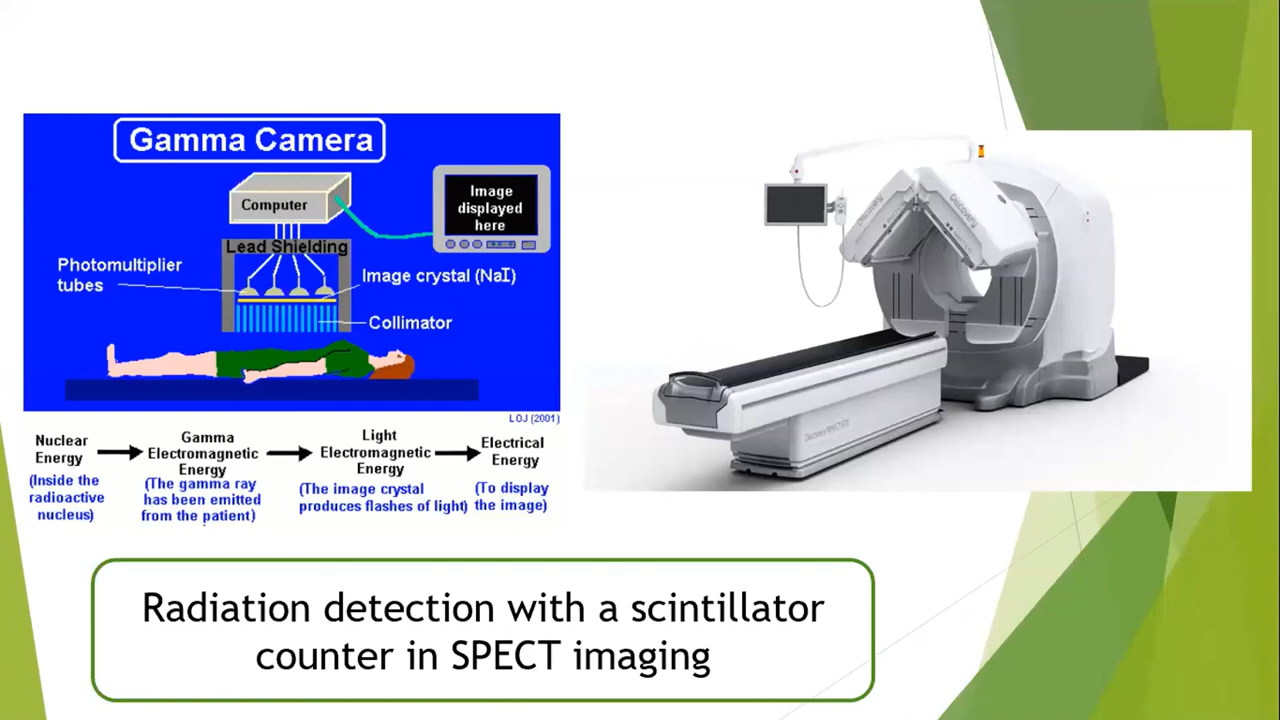 Gamma Camera
Computer
Image
displayed
here
Lead Shielding
Photomultiplier
tubes
Image crystal (NaI)
Collimator
LOJ (2001)
Nuclear
Energy
(Inside the
radioactive
nucleus)
Gamma
Electromagnetic
Energy
(The gamma ray
has been emitted
from the patient)
Light
Electromagnetic
Energy
(The image crystal
produces flashes of light)
Electrical
Energy
(To display
the image)
Discovery
Discovery
Radiation detection with a scintillator
counter in SPECT imaging